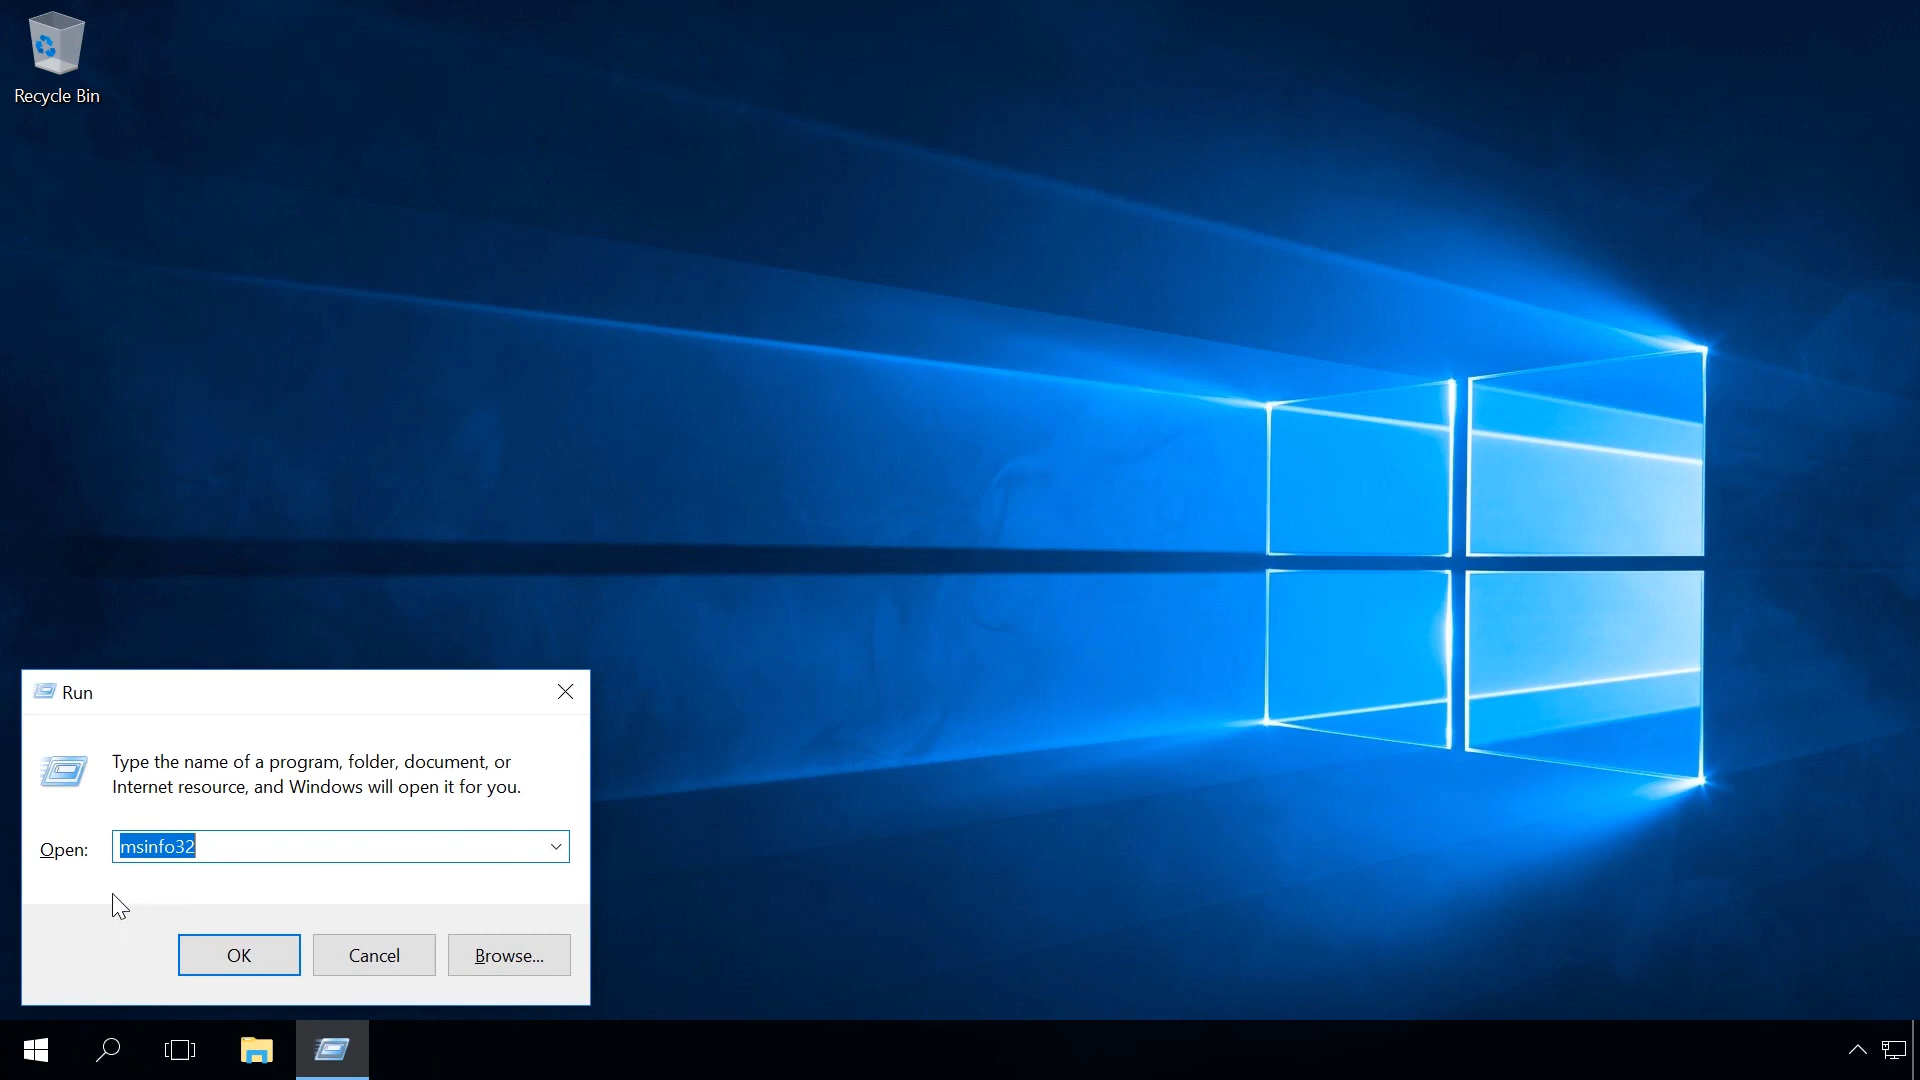 Recycle Bin
Run
Type the name of a program, folder, document, or
Internet resource, and Windows will open it for you.
Open: msinfo32
OK Cancel Browse...